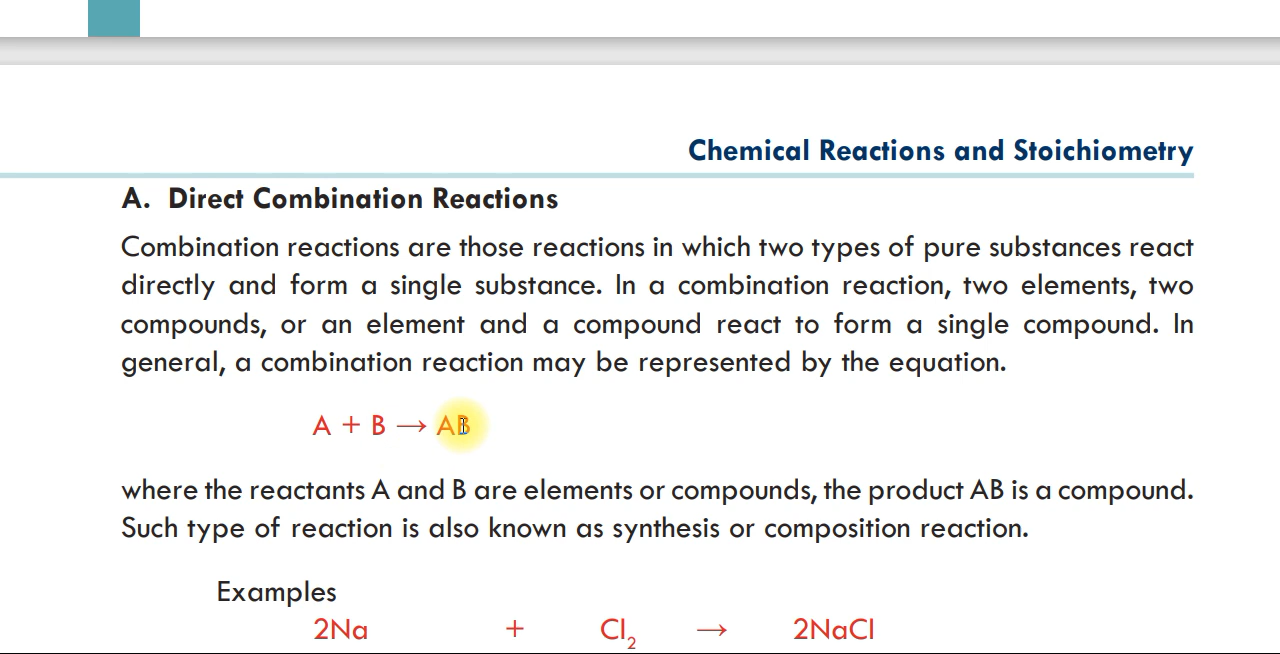 Chemical Reactions and Stoichiometry
A. Direct Combination Reactions
Combination reactions are those reactions in which two types of pure substances react
directly and form a single substance. In a combination reaction, two elements, two
compounds, or an element and a compound react to form a single compound. In
general, a combination reaction may be represented by the equation.
A + B → AB
where the reactants A and B are elements or compounds, the product AB is a compound.
Such type of reaction is also known as synthesis or composition reaction.
Examples
2Na + Cl₂ → 2NaCl